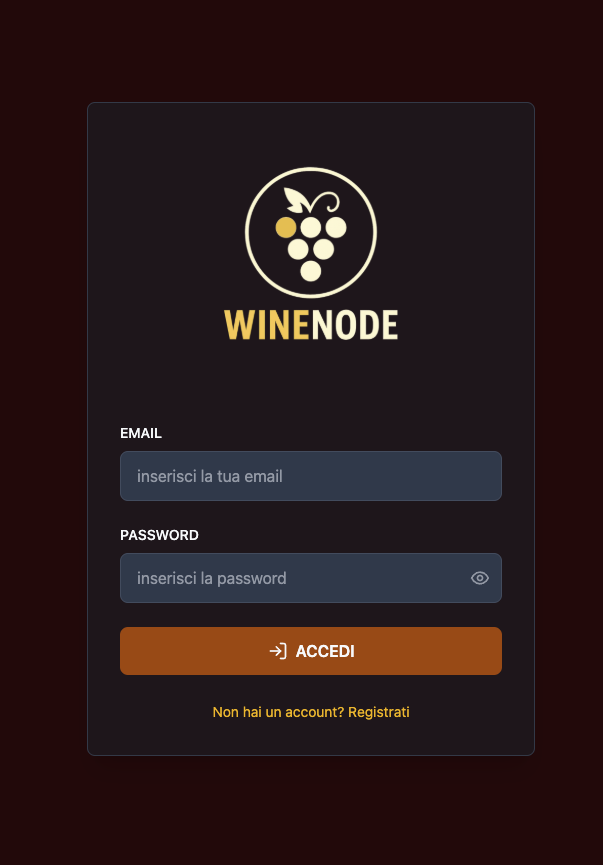 WINENODE
EMAIL
inserisci la tua email
PASSWORD
inserisci la password
ACCEDI
Non hai un account? Registrati